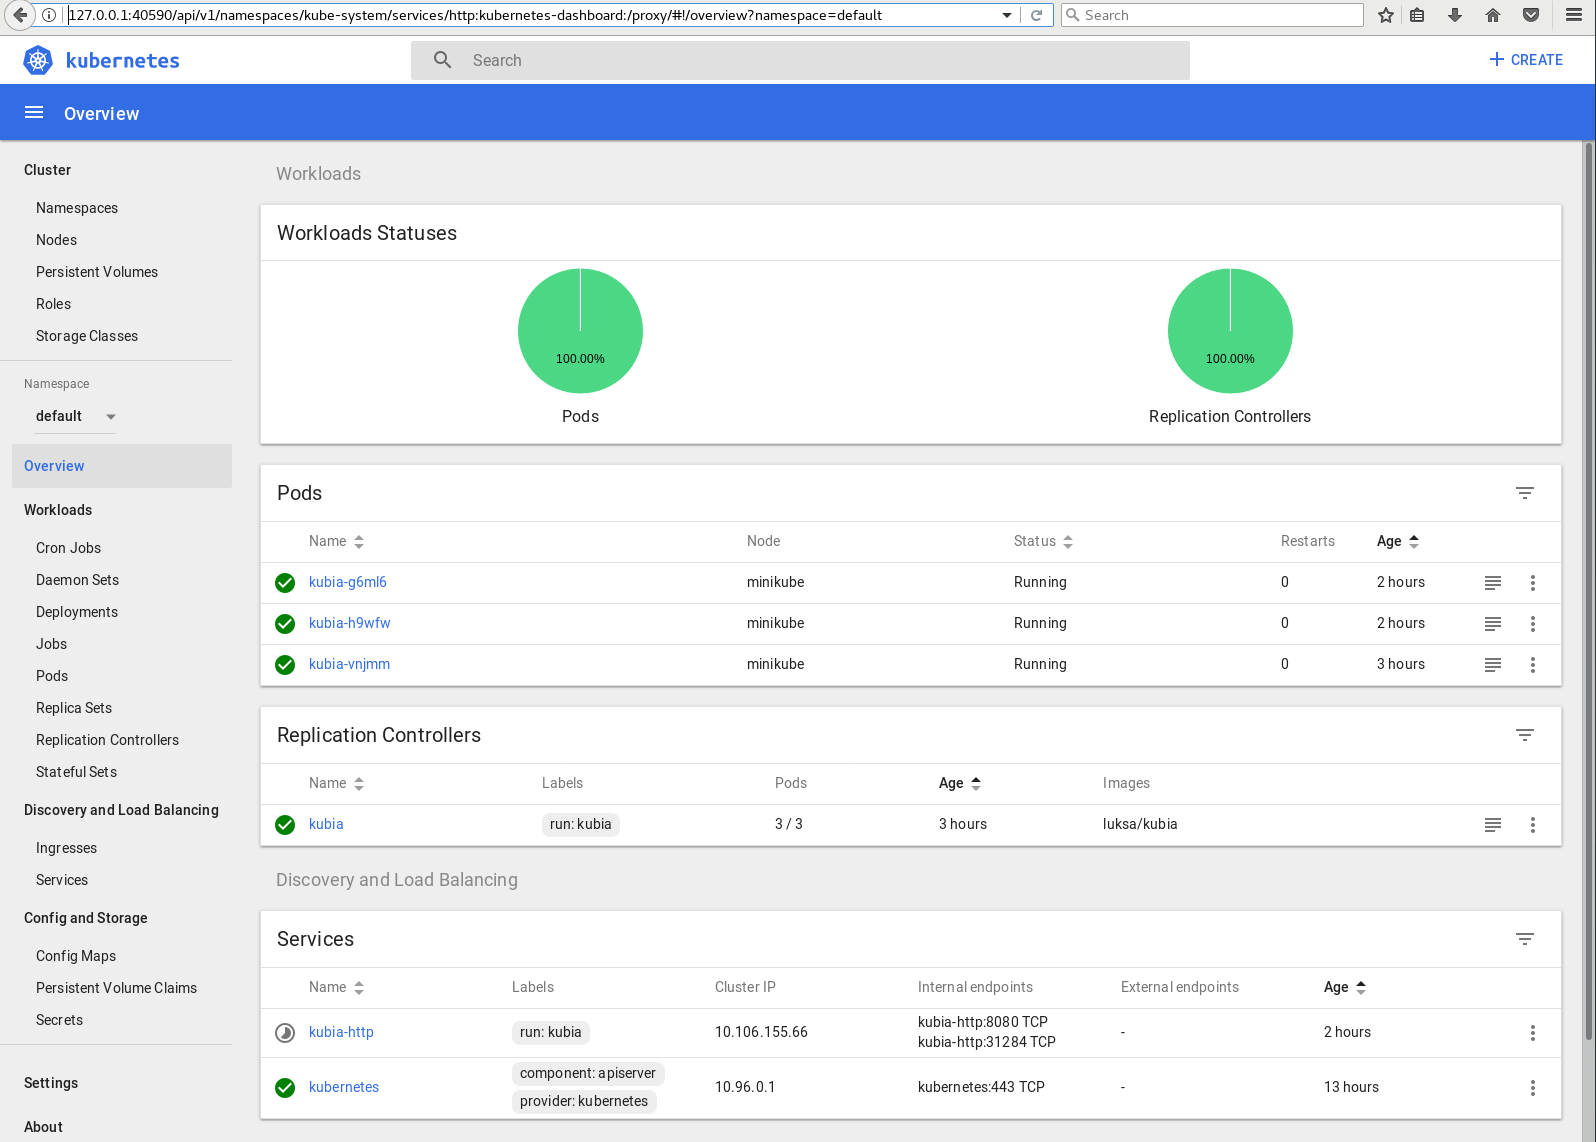 127.0.0.1:40590/api/v1/namespaces/kube-system/services/http:kubernetes-dashboard:/proxy/#!/overview?namespace=default
Search
kubernetes
Search
CREATE
Overview
Cluster
Namespaces
Nodes
Persistent Volumes
Roles
Storage Classes
Namespace
default
Overview
Workloads
Cron Jobs
Daemon Sets
Deployments
Jobs
Pods
Replica Sets
Replication Controllers
Stateful Sets
Discovery and Load Balancing
Ingresses
Services
Config and Storage
Config Maps
Persistent Volume Claims
Secrets
Settings
About
Workloads
Workloads Statuses
100.00%
100.00%
Pods
Replication Controllers
Pods
Name Node Status Restarts Age
kubia-g6ml6 minikube Running 0 2 hours
kubia-h9wfw minikube Running 0 2 hours
kubia-vnjmm minikube Running 0 3 hours
Replication Controllers
Name Labels Pods Age Images
kubia run: kubia 3 / 3 3 hours luksa/kubia
Discovery and Load Balancing
Services
Name Labels Cluster IP Internal endpoints External endpoints Age
kubia-http run: kubia 10.106.155.66 kubia-http:8080 TCP - 2 hours
kubia-http:31284 TCP
kubernetes component: apiserver 10.96.0.1 kubernetes:443 TCP - 13 hours
provider: kubernetes